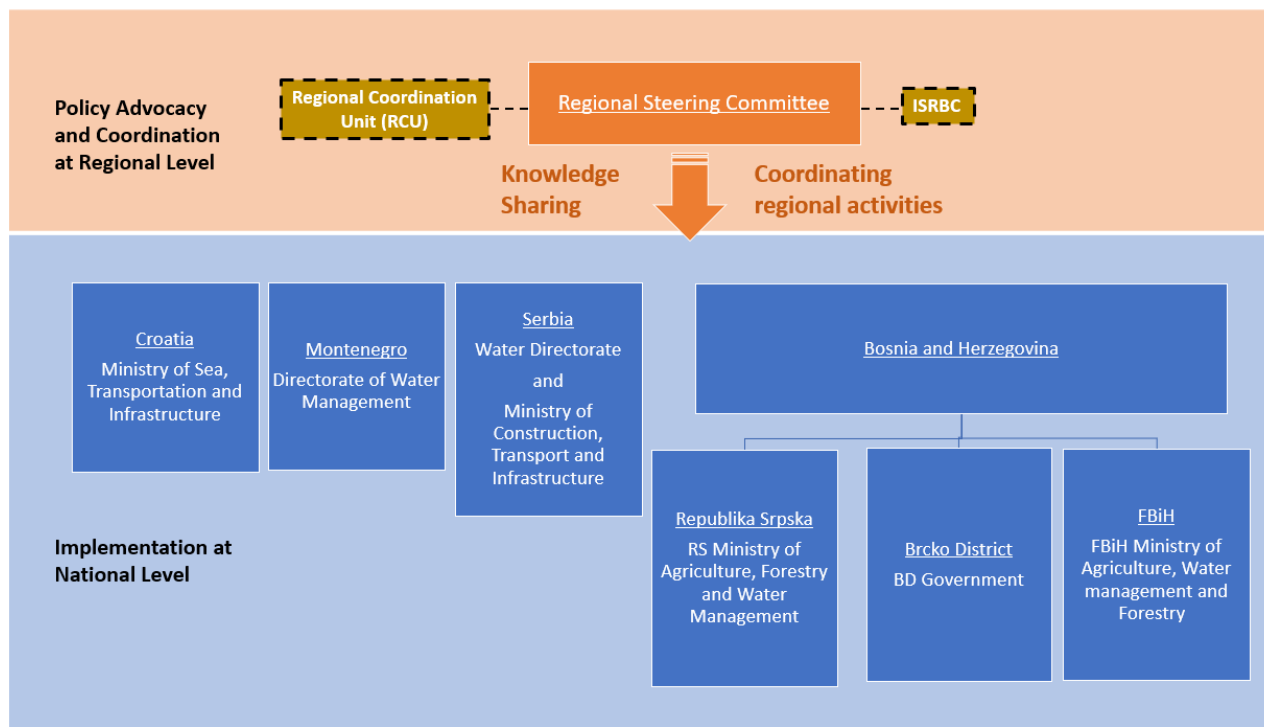 Policy Advocacy
and Coordination
at Regional Level
Regional Coordination
Unit (RCU)
Regional Steering Committee
ISRBC
Knowledge
Sharing
Coordinating
regional activities
Croatia
Ministry of Sea,
Transportation and
Infrastructure
Montenegro
Directorate of Water
Management
Serbia
Water Directorate
and
Ministry of
Construction,
Transport and
Infrastructure
Bosnia and Herzegovina
Republika Srpska
RS Ministry of
Agriculture, Forestry
and Water
Management
Brcko District
BD Government
FBiH
FBiH Ministry of
Agriculture, Water
management and
Forestry
Implementation at
National Level